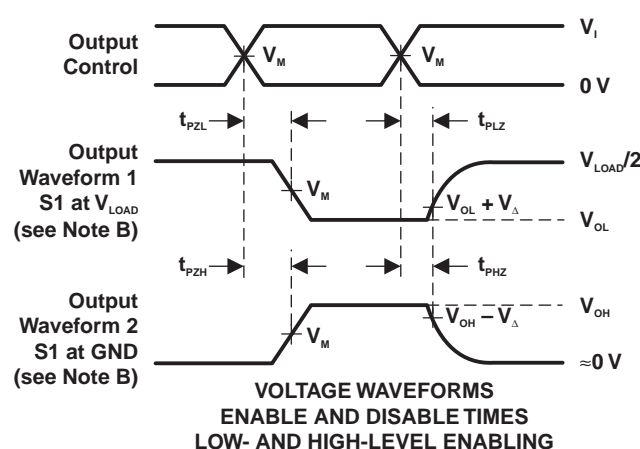 Output
Control
V_M
V_M
V_I
0 V
t_PZL
t_PLZ
Output
Waveform 1
S1 at V_LOAD
(see Note B)
V_M
V_OL + V_Δ
V_LOAD/2
V_OL
t_PZH
t_PHZ
Output
Waveform 2
S1 at GND
(see Note B)
V_M
V_OH – V_Δ
V_OH
≈0 V
VOLTAGE WAVEFORMS
ENABLE AND DISABLE TIMES
LOW- AND HIGH-LEVEL ENABLING